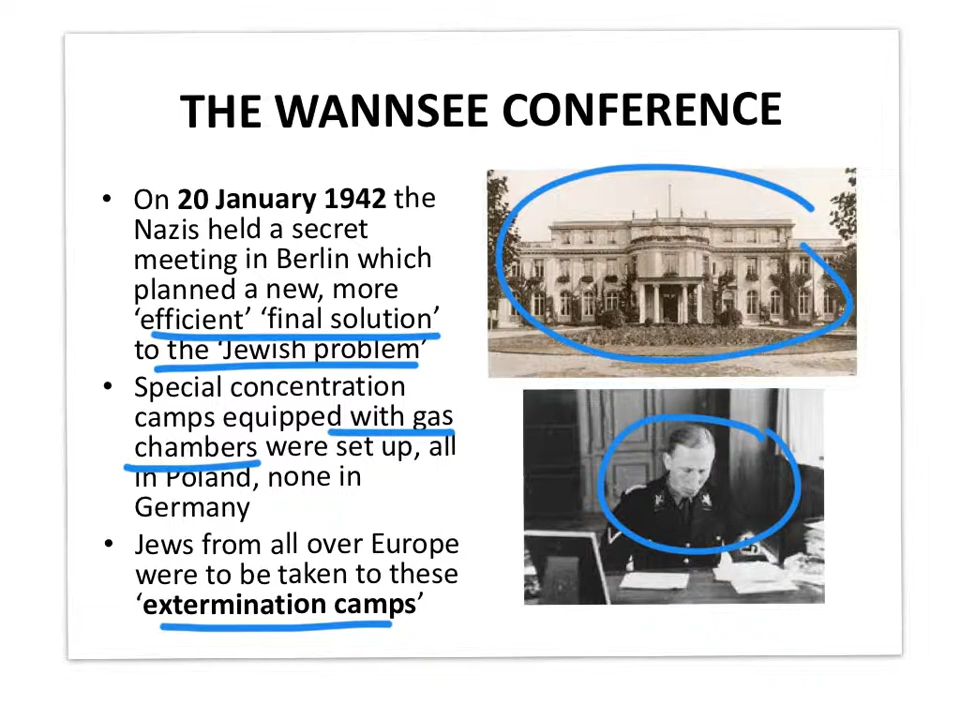 THE WANNSEE CONFERENCE
• On 20 January 1942 the
Nazis held a secret
meeting in Berlin which
planned a new, more
‘efficient’ ‘final solution’
to the ‘Jewish problem’
• Special concentration
camps equipped with gas
chambers were set up, all
in Poland, none in
Germany
• Jews from all over Europe
were to be taken to these
‘extermination camps’